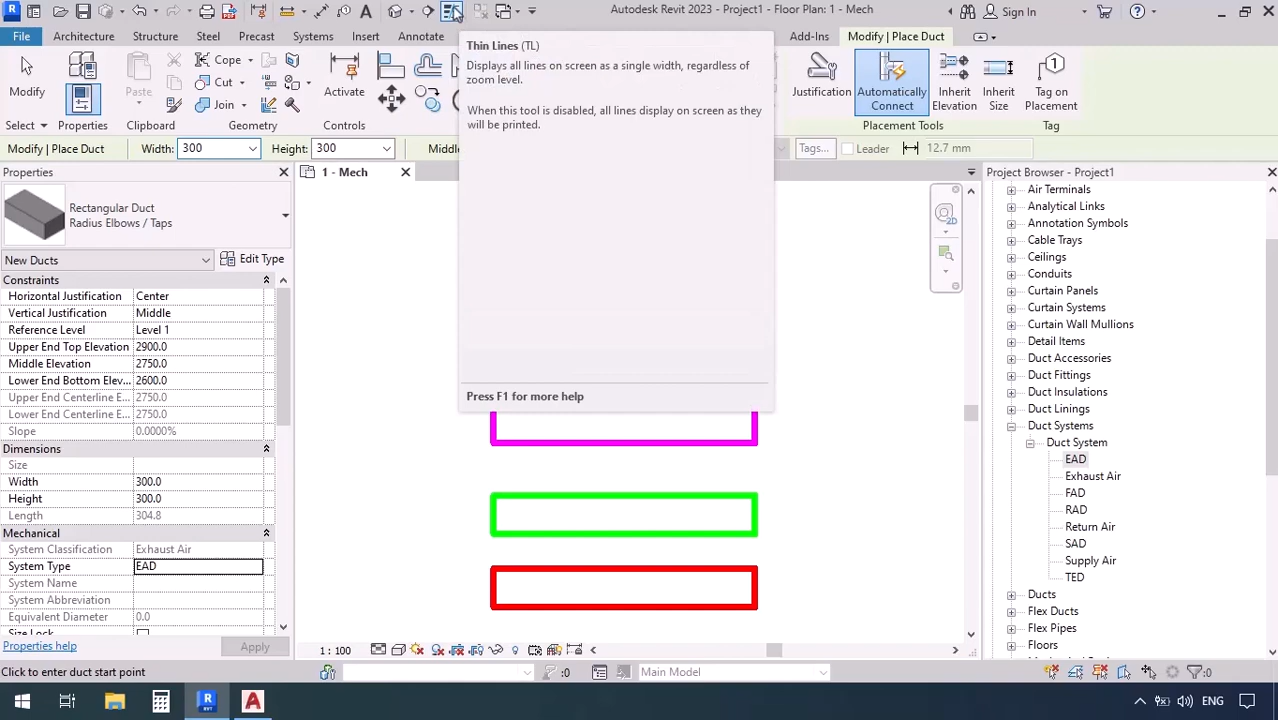 Autodesk Revit 2023 - Project1 - Floor Plan: 1 - Mech
Sign In
File
Architecture
Structure
Steel
Precast
Systems
Insert
Annotate
Add-Ins
Modify | Place Duct
Modify
Paste
Cope
Cut
Join
Activate
Justification
Automatically
Connect
Inherit
Elevation
Inherit
Size
Tag on
Placement
Select
Properties
Clipboard
Geometry
Controls
Placement Tools
Tag
Thin Lines (TL)
Displays all lines on screen as a single width, regardless of
zoom level.
When this tool is disabled, all lines display on screen as they
will be printed.
Press F1 for more help
Modify | Place Duct
Width: 300
Height: 300
Tags...
Leader
12.7 mm
Properties
Rectangular Duct
Radius Elbows / Taps
New Ducts
Edit Type
Constraints
Horizontal Justification Center
Vertical Justification Middle
Reference Level Level 1
Upper End Top Elevation 2900.0
Middle Elevation 2750.0
Lower End Bottom Elev... 2600.0
Upper End Centerline E... 2750.0
Lower End Centerline E... 2750.0
Slope 0.0000%
Dimensions
Size
Width 300.0
Height 300.0
Length 304.8
Mechanical
System Classification Exhaust Air
System Type EAD
System Name
System Abbreviation
Equivalent Diameter 0.0
Size Lock
Properties help
Apply
1 - Mech
2D
1 : 100
Project Browser - Project1
Air Terminals
Analytical Links
Annotation Symbols
Cable Trays
Ceilings
Conduits
Curtain Panels
Curtain Systems
Curtain Wall Mullions
Detail Items
Duct Accessories
Duct Fittings
Duct Insulations
Duct Linings
Duct Systems
Duct System
EAD
Exhaust Air
FAD
RAD
Return Air
SAD
Supply Air
TED
Ducts
Flex Ducts
Flex Pipes
Floors
Click to enter duct start point
:0
Main Model
:0
ENG